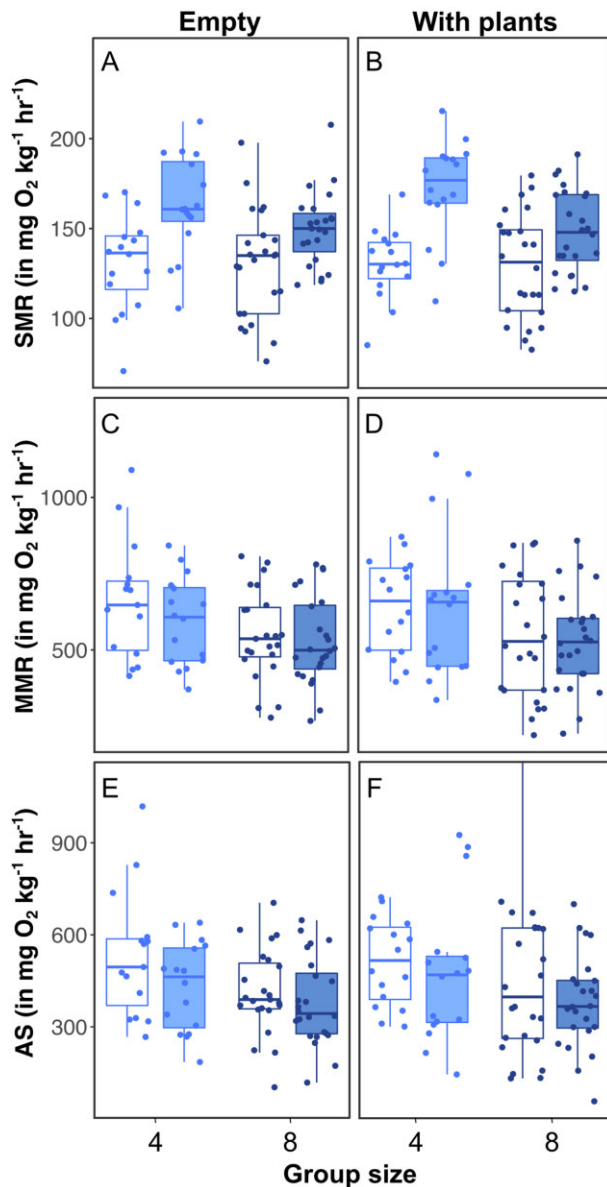 Empty With plants
A B
SMR (in mg O₂ kg⁻¹ hr⁻¹)
200
150
100
C D
MMR (in mg O₂ kg⁻¹ hr⁻¹)
1000
500
E F
AS (in mg O₂ kg⁻¹ hr⁻¹)
900
600
300
4 8 4 8
Group size